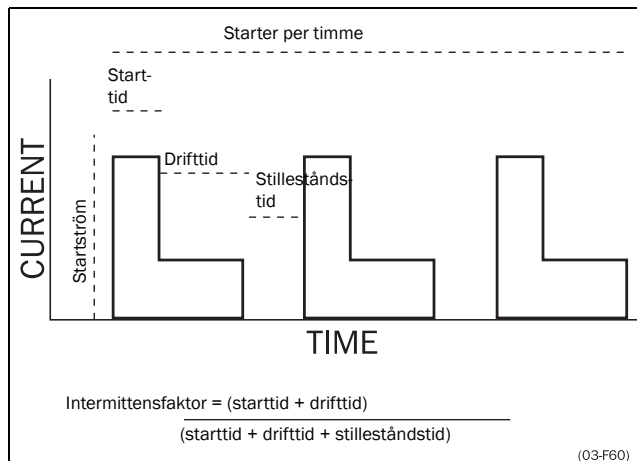 Starter per timme
Start-
tid
Drifttid
Stillestånds-
tid
Startström
CURRENT
TIME
Intermittensfaktor = (starttid + drifttid)
(starttid + drifttid + stilleståndstid)
(03-F60)